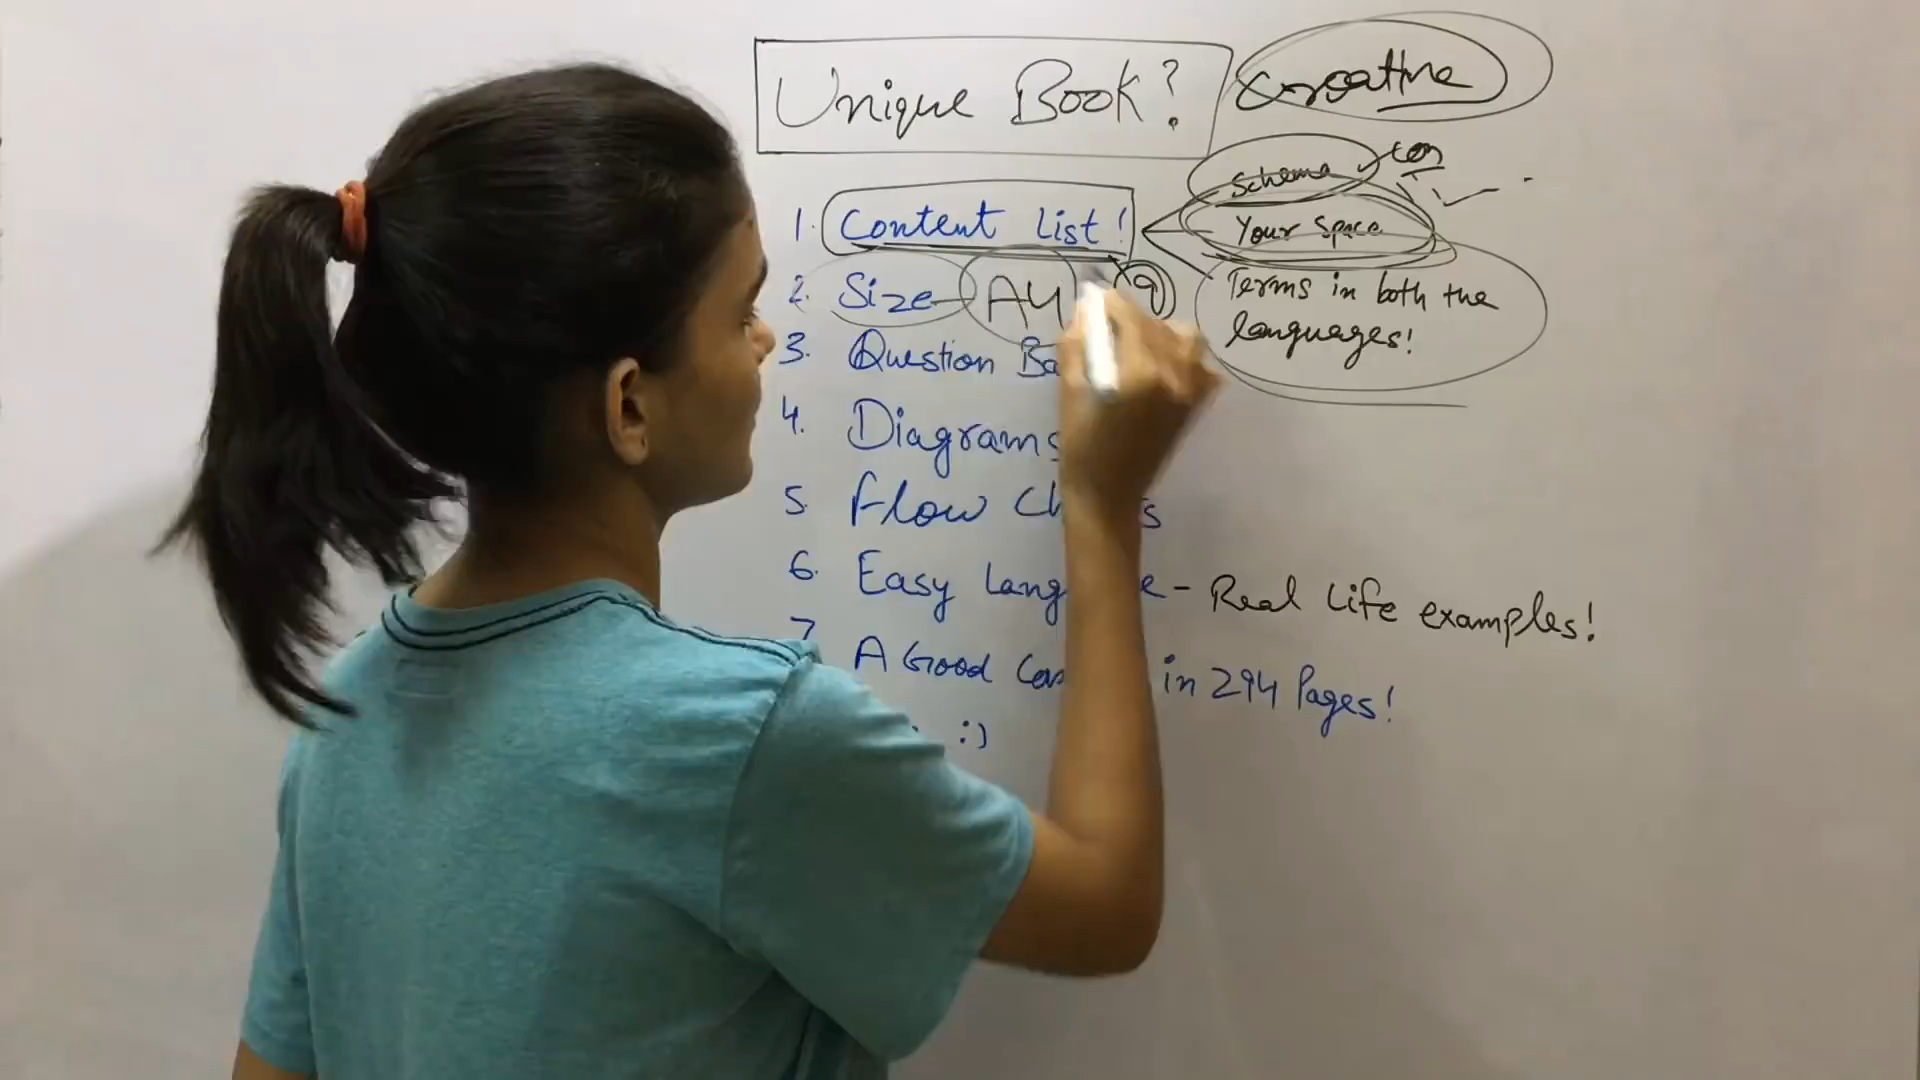 Unique Book? Creative
Schema
1. Content List! Your Space
2. Size - A4 9
Terms in both the
languages!
3. Question
4. Diagrams
5. Flow
6. Easy - Real Life examples!
7. A Good in 294 Pages!
:)